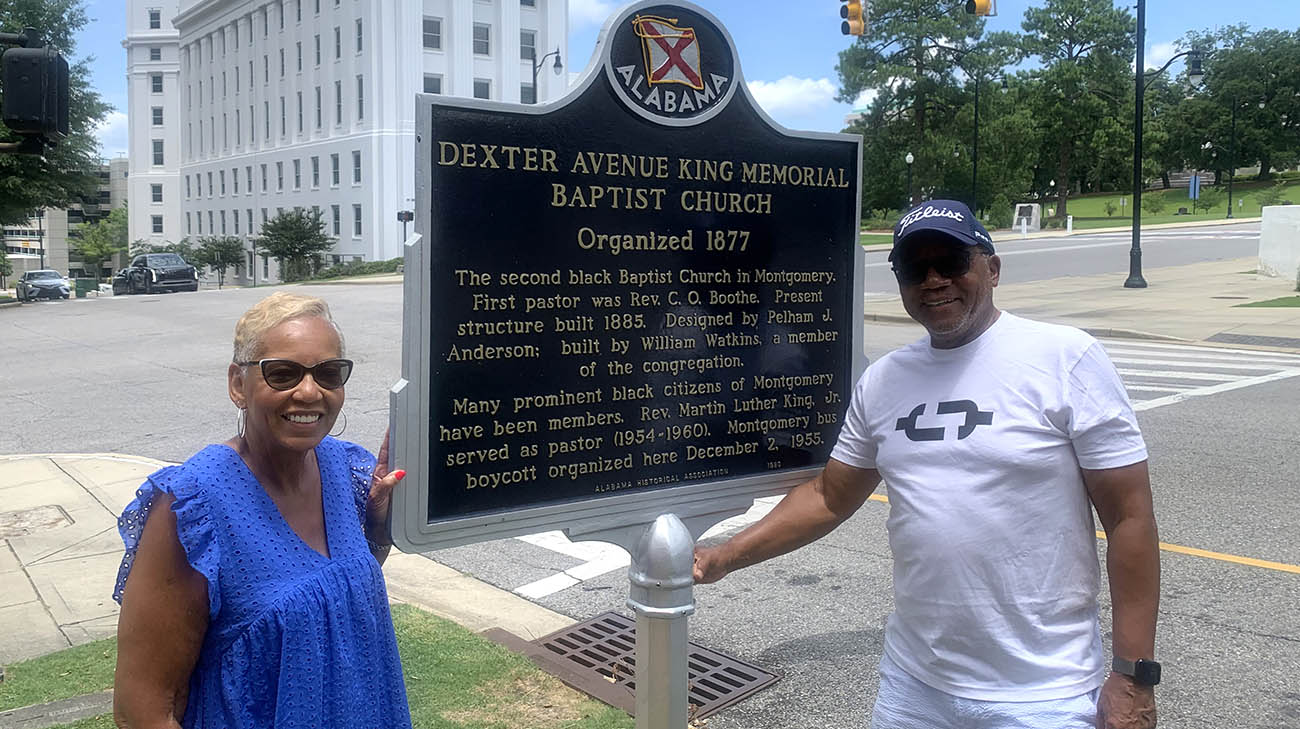 ALABAMA
DEXTER AVENUE KING MEMORIAL
BAPTIST CHURCH
Organized 1877
The second black Baptist Church in Montgomery.
First pastor was Rev. C. O. Boothe. Present
structure built 1885. Designed by Pelham J.
Anderson; built by William Watkins, a member
of the congregation.
Many prominent black citizens of Montgomery
have been members. Rev. Martin Luther King, Jr.
served as pastor (1954-1960). Montgomery bus
boycott organized here December 2, 1955.
ALABAMA HISTORICAL ASSOCIATION 1980
Titleist